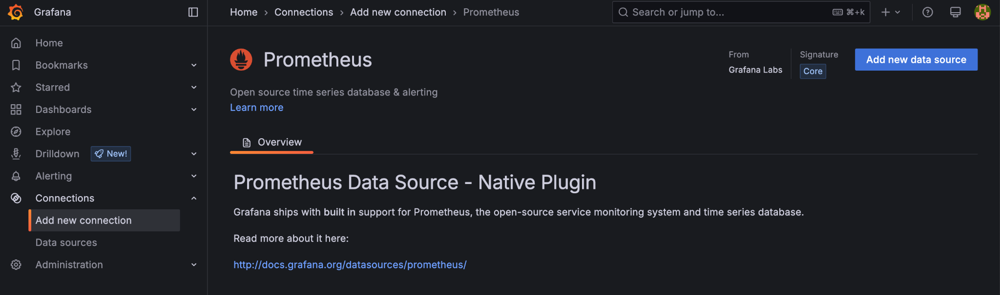 Grafana
Home › Connections › Add new connection › Prometheus
Search or jump to...
⌘+k
Home
Bookmarks
Starred
Dashboards
Explore
Drilldown New!
Alerting
Connections
Add new connection
Data sources
Administration
Prometheus
From
Grafana Labs
Signature
Core
Add new data source
Open source time series database & alerting
Learn more
Overview
Prometheus Data Source - Native Plugin
Grafana ships with built in support for Prometheus, the open-source service monitoring system and time series database.
Read more about it here:
http://docs.grafana.org/datasources/prometheus/